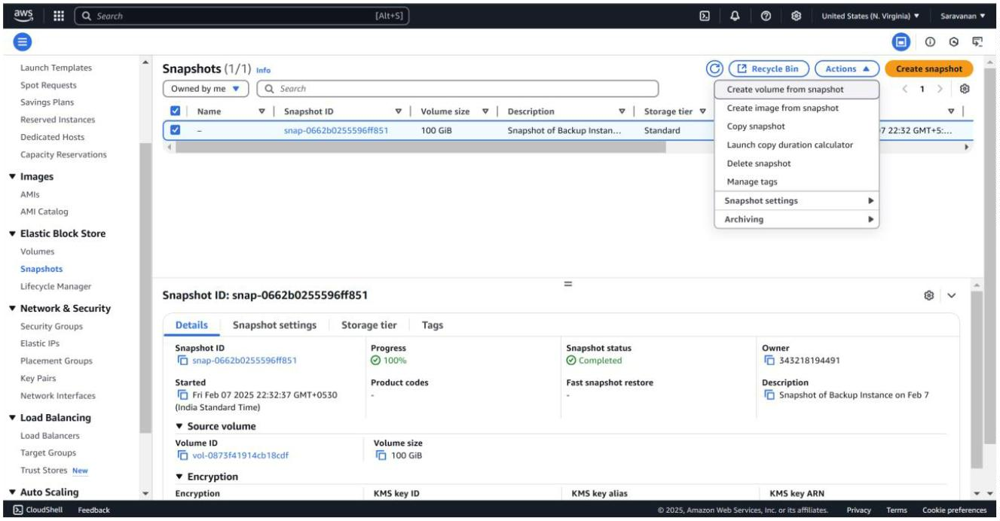 aws
Search [Alt+S]
United States (N. Virginia)
Saravanan
Launch Templates
Spot Requests
Savings Plans
Reserved Instances
Dedicated Hosts
Capacity Reservations
Images
AMIs
AMI Catalog
Elastic Block Store
Volumes
Snapshots
Lifecycle Manager
Network & Security
Security Groups
Elastic IPs
Placement Groups
Key Pairs
Network Interfaces
Load Balancing
Load Balancers
Target Groups
Trust Stores New
Auto Scaling
Snapshots (1/1) Info
Recycle Bin
Actions
Create snapshot
Owned by me
Search
1
Name Snapshot ID Volume size Description Storage tier
– snap-0662b0255596ff851 100 GiB Snapshot of Backup Instan... Standard 7 22:32 GMT+5:...
Create volume from snapshot
Create image from snapshot
Copy snapshot
Launch copy duration calculator
Delete snapshot
Manage tags
Snapshot settings
Archiving
Snapshot ID: snap-0662b0255596ff851
Details Snapshot settings Storage tier Tags
Snapshot ID
snap-0662b0255596ff851
Progress
100%
Snapshot status
Completed
Owner
343218194491
Started
Fri Feb 07 2025 22:32:37 GMT+0530
(India Standard Time)
Product codes
-
Fast snapshot restore
-
Description
Snapshot of Backup Instance on Feb 7
Source volume
Volume ID
vol-0873f41914cb18cdf
Volume size
100 GiB
Encryption
Encryption KMS key ID KMS key alias KMS key ARN
CloudShell Feedback
© 2025, Amazon Web Services, Inc. or its affiliates. Privacy Terms Cookie preferences